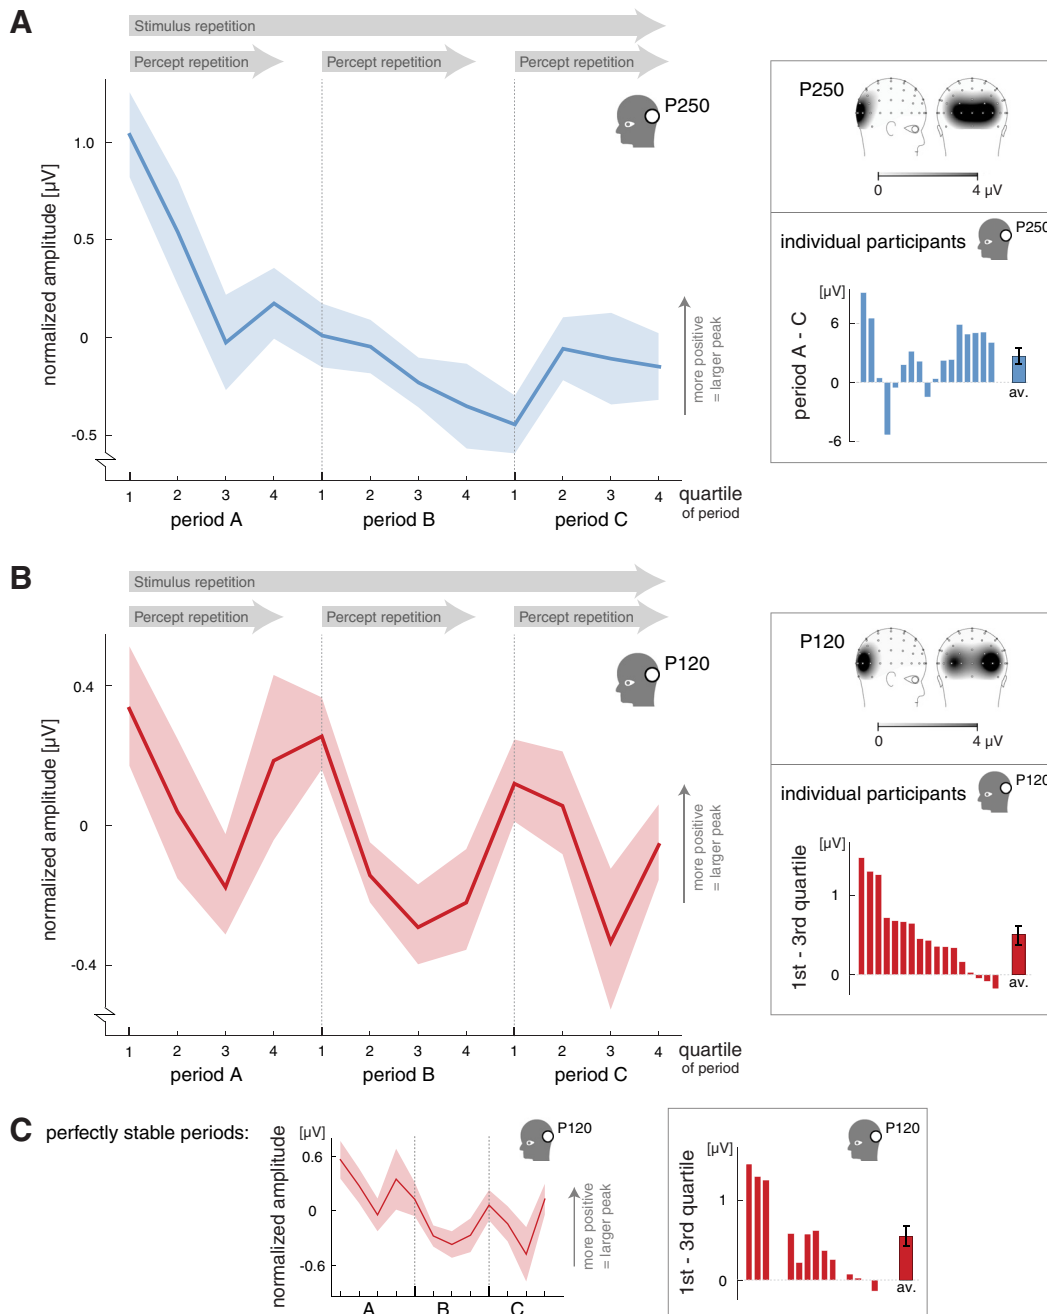 A
Stimulus repetition
Percept repetition
Percept repetition
Percept repetition
P250
normalized amplitude [µV]
1.0
0.5
0
-0.5
more positive
= larger peak
1 2 3 4 1 2 3 4 1 2 3 4
quartile
of period
period A
period B
period C
P250
0
4 µV
individual participants
P250
[µV]
period A - C
6
0
-6
av.
B
Stimulus repetition
Percept repetition
Percept repetition
Percept repetition
P120
normalized amplitude [µV]
0.4
0
-0.4
more positive
= larger peak
1 2 3 4 1 2 3 4 1 2 3 4
quartile
of period
period A
period B
period C
P120
0
4 µV
individual participants
P120
[µV]
1st - 3rd quartile
1
0
av.
C
perfectly stable periods:
normalized amplitude
[µV]
0.6
0
-0.6
P120
more positive
= larger peak
A
B
C
P120
[µV]
1st - 3rd quartile
1
0
av.